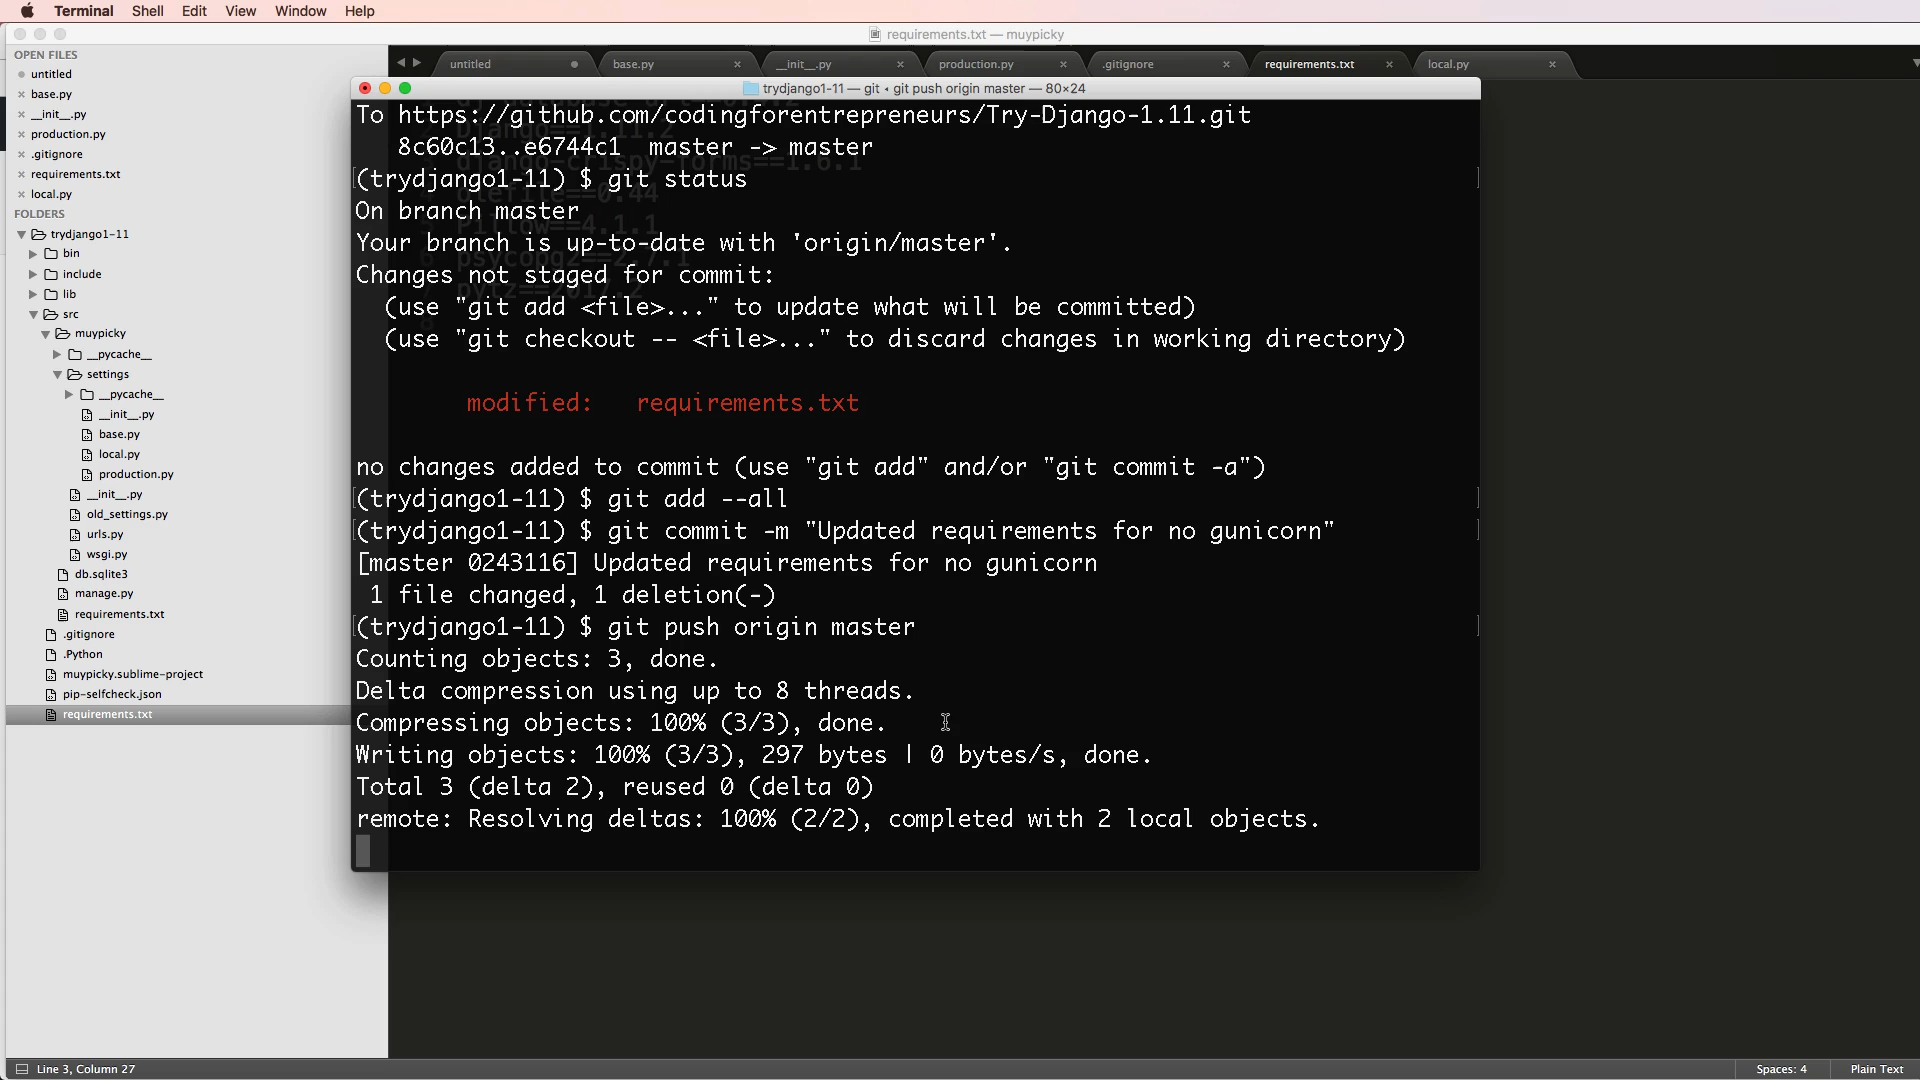 Terminal Shell Edit View Window Help
requirements.txt — muypicky
OPEN FILES
untitled
base.py
__init__.py
production.py
.gitignore
requirements.txt
local.py
FOLDERS
trydjango1-11
bin
include
lib
src
muypicky
__pycache__
settings
__pycache__
__init__.py
base.py
local.py
production.py
__init__.py
old_settings.py
urls.py
wsgi.py
db.sqlite3
manage.py
requirements.txt
.gitignore
.Python
muypicky.sublime-project
pip-selfcheck.json
requirements.txt
untitled base.py __init__.py production.py .gitignore requirements.txt local.py
trydjango1-11 — git ‹ git push origin master — 80×24
To https://github.com/codingforentrepreneurs/Try-Django-1.11.git
8c60c13..e6744c1 master -> master
(trydjango1-11) $ git status
On branch master
Your branch is up-to-date with 'origin/master'.
Changes not staged for commit:
(use "git add <file>..." to update what will be committed)
(use "git checkout -- <file>..." to discard changes in working directory)
modified: requirements.txt
no changes added to commit (use "git add" and/or "git commit -a")
(trydjango1-11) $ git add --all
(trydjango1-11) $ git commit -m "Updated requirements for no gunicorn"
[master 0243116] Updated requirements for no gunicorn
1 file changed, 1 deletion(-)
(trydjango1-11) $ git push origin master
Counting objects: 3, done.
Delta compression using up to 8 threads.
Compressing objects: 100% (3/3), done.
Writing objects: 100% (3/3), 297 bytes | 0 bytes/s, done.
Total 3 (delta 2), reused 0 (delta 0)
remote: Resolving deltas: 100% (2/2), completed with 2 local objects.
Line 3, Column 27
Spaces: 4 Plain Text